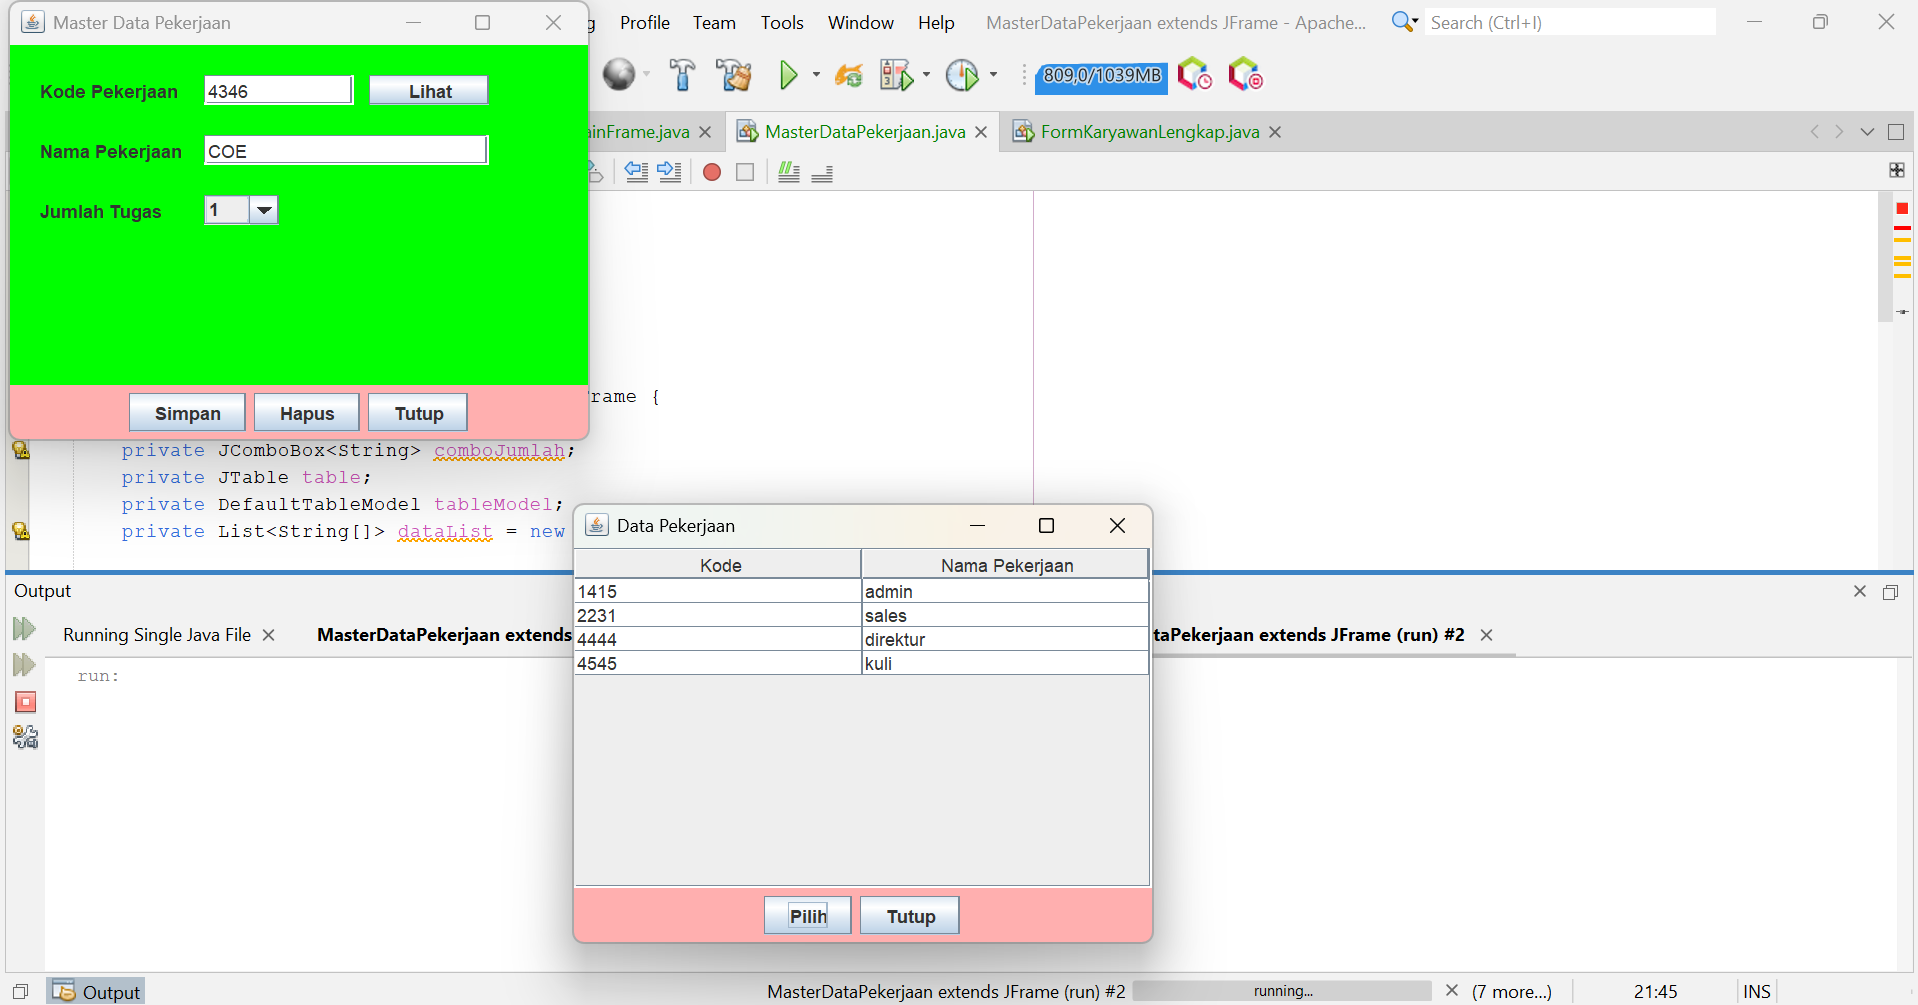 Master Data Pekerjaan
Profile Team Tools Window Help MasterDataPekerjaan extends JFrame - Apache... Search (Ctrl+I)
809,0/1039MB
Kode Pekerjaan 4346 Lihat
Nama Pekerjaan COE
Jumlah Tugas 1
Simpan Hapus Tutup
ainFrame.java MasterDataPekerjaan.java FormKaryawanLengkap.java
rame {
private JComboBox<String> comboJumlah;
private JTable table;
private DefaultTableModel tableModel;
private List<String[]> dataList = new
Data Pekerjaan
Kode Nama Pekerjaan
1415 admin
2231 sales
4444 direktur
4545 kuli
Pilih Tutup
Output
Running Single Java File MasterDataPekerjaan extends taPekerjaan extends JFrame (run) #2
run:
Output MasterDataPekerjaan extends JFrame (run) #2 running... (7 more...) 21:45 INS